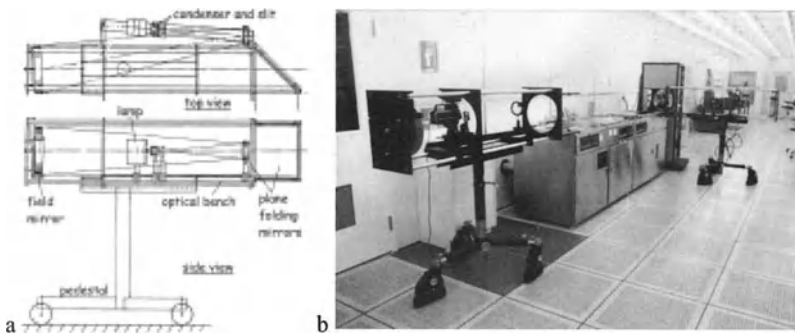 condenser and slit
top view
lamp
field
mirror
optical bench
plane
folding
mirrors
side view
pedestal
a
b